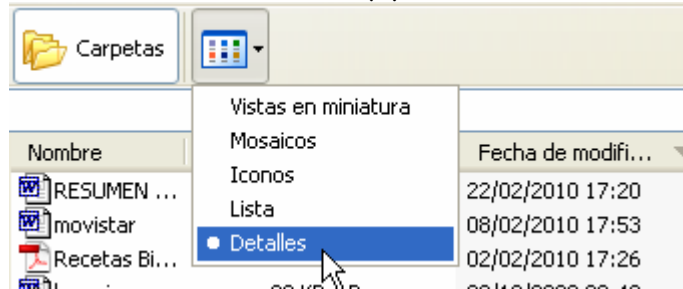 Carpetas
Vistas en miniatura
Mosaicos
Iconos
Lista
Detalles
Nombre
Fecha de modifi...
RESUMEN ...
22/02/2010 17:20
movistar
08/02/2010 17:53
Recetas Bi...
02/02/2010 17:26